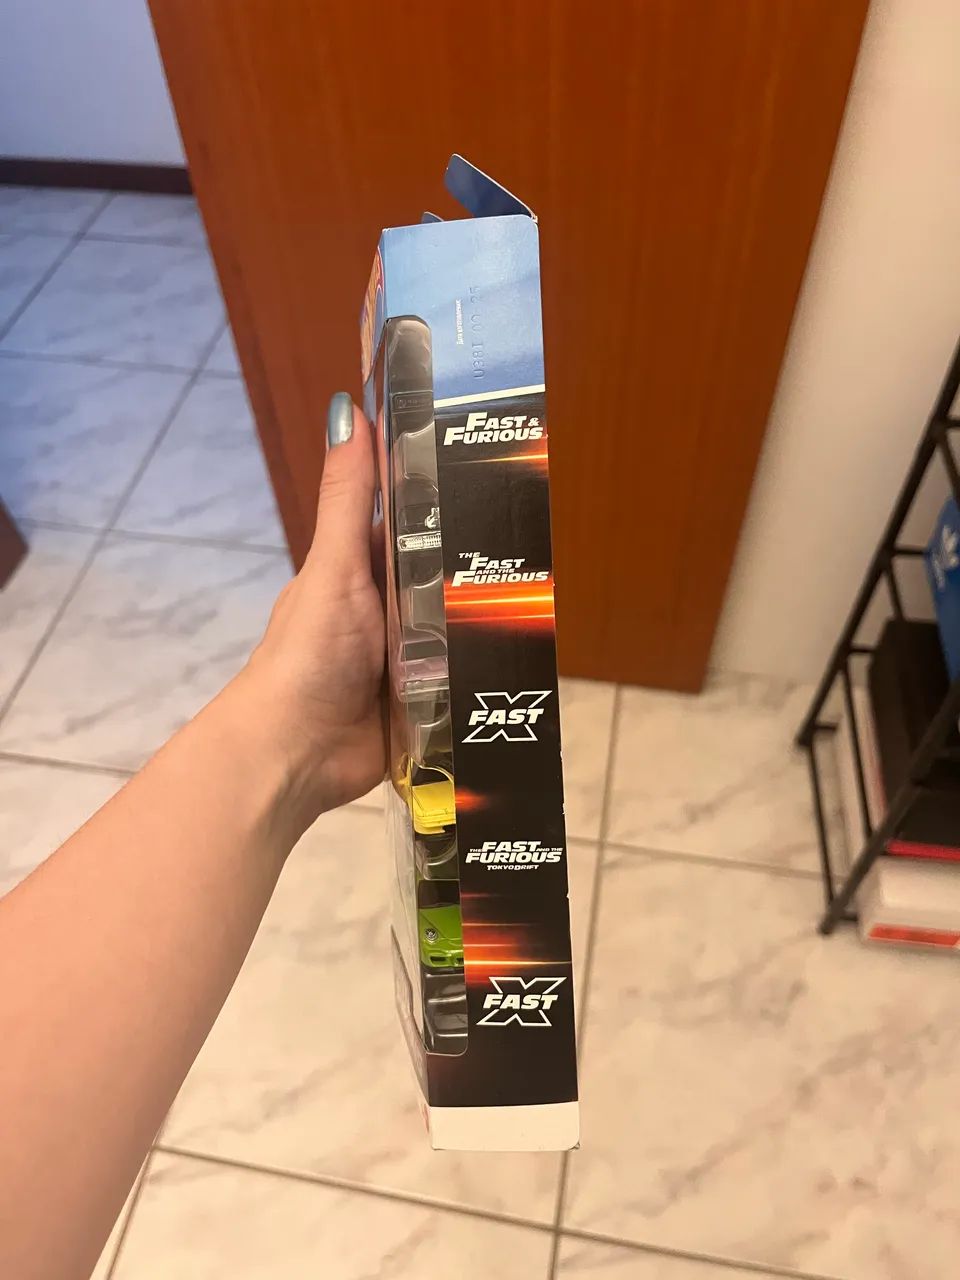 FAST &
FURIOUS
THE
FAST
AND THE
FURIOUS
FAST X
THE FAST AND THE
FURIOUS
TOKYO DRIFT
FAST X